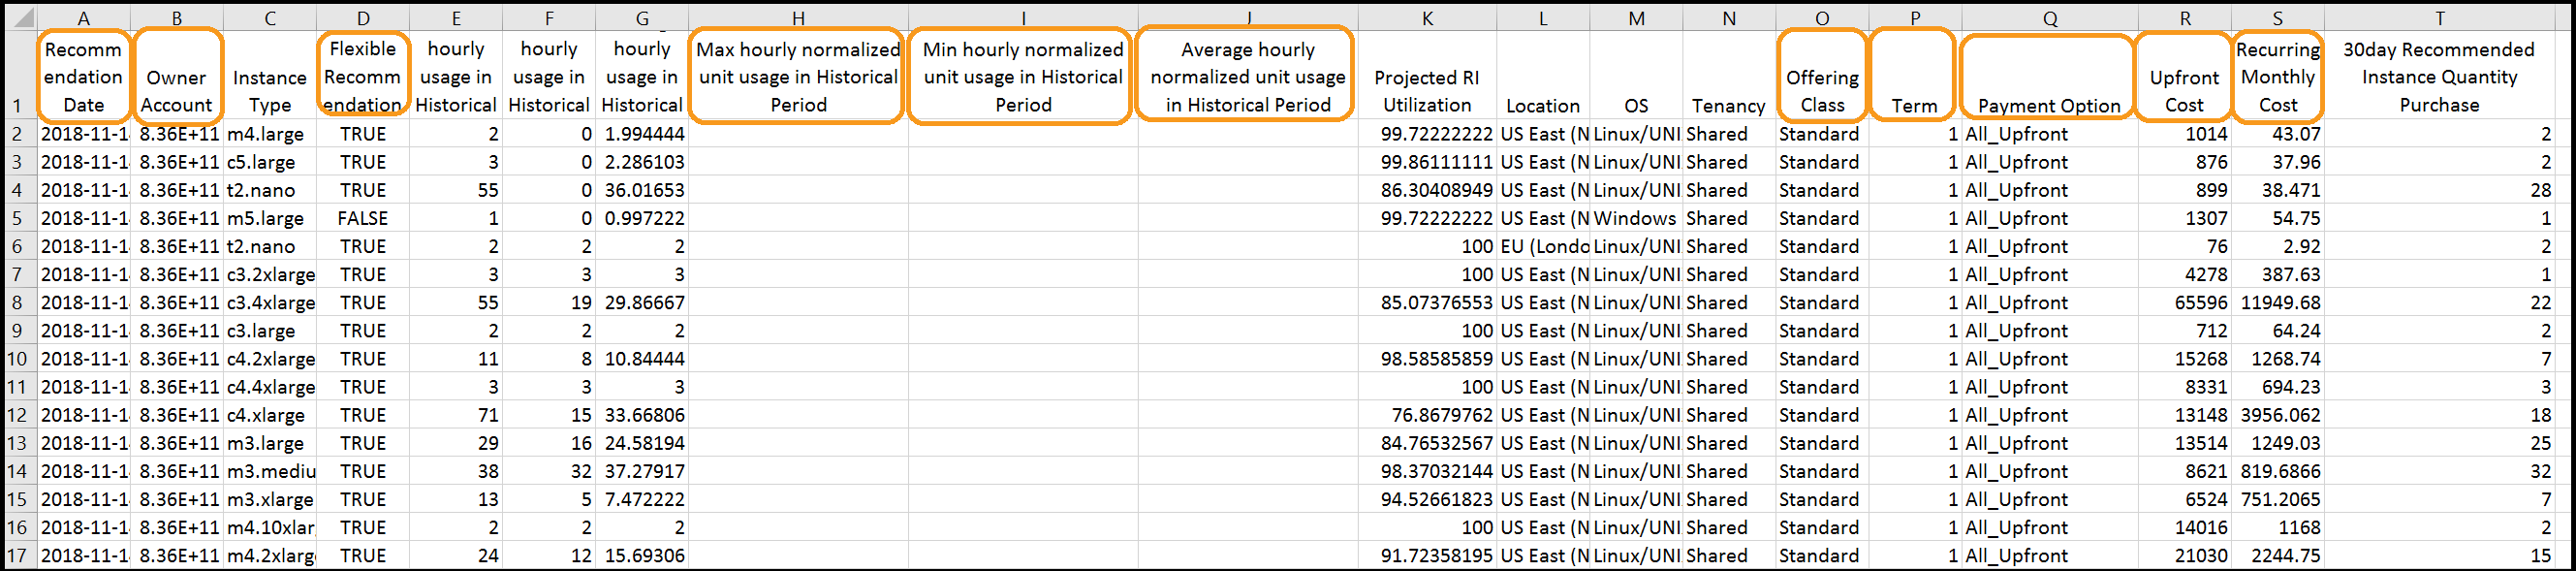 A B C D E F G H I J K L M N O P Q R S T
1 Recomm endation Date Owner Account Instance Type Flexible Recomm endation hourly usage in Historical hourly usage in Historical hourly usage in Historical Max hourly normalized unit usage in Historical Period Min hourly normalized unit usage in Historical Period Average hourly normalized unit usage in Historical Period Projected RI Utilization Location OS Tenancy Offering Class Term Payment Option Upfront Cost Recurring Monthly Cost 30day Recommended Instance Quantity Purchase
2 2018-11-1 8.36E+11 m4.large TRUE 2 0 1.994444 99.72222222 US East (N Linux/UNI Shared Standard 1 All_Upfront 1014 43.07 2
3 2018-11-1 8.36E+11 c5.large TRUE 3 0 2.286103 99.86111111 US East (N Linux/UNI Shared Standard 1 All_Upfront 876 37.96 2
4 2018-11-1 8.36E+11 t2.nano TRUE 55 0 36.01653 86.30408949 US East (N Linux/UNI Shared Standard 1 All_Upfront 899 38.471 28
5 2018-11-1 8.36E+11 m5.large FALSE 1 0 0.997222 99.72222222 US East (N Windows Shared Standard 1 All_Upfront 1307 54.75 1
6 2018-11-1 8.36E+11 t2.nano TRUE 2 2 2 100 EU (Londo Linux/UNI Shared Standard 1 All_Upfront 76 2.92 2
7 2018-11-1 8.36E+11 c3.2xlarge TRUE 3 3 3 100 US East (N Linux/UNI Shared Standard 1 All_Upfront 4278 387.63 1
8 2018-11-1 8.36E+11 c3.4xlarge TRUE 55 19 29.86667 85.07376553 US East (N Linux/UNI Shared Standard 1 All_Upfront 65596 11949.68 22
9 2018-11-1 8.36E+11 c3.large TRUE 2 2 2 100 US East (N Linux/UNI Shared Standard 1 All_Upfront 712 64.24 2
10 2018-11-1 8.36E+11 c4.2xlarge TRUE 11 8 10.84444 98.58585859 US East (N Linux/UNI Shared Standard 1 All_Upfront 15268 1268.74 7
11 2018-11-1 8.36E+11 c4.4xlarge TRUE 3 3 3 100 US East (N Linux/UNI Shared Standard 1 All_Upfront 8331 694.23 3
12 2018-11-1 8.36E+11 c4.xlarge TRUE 71 15 33.66806 76.8679762 US East (N Linux/UNI Shared Standard 1 All_Upfront 13148 3956.062 18
13 2018-11-1 8.36E+11 m3.large TRUE 29 16 24.58194 84.76532567 US East (N Linux/UNI Shared Standard 1 All_Upfront 13514 1249.03 25
14 2018-11-1 8.36E+11 m3.mediu TRUE 38 32 37.27917 98.37032144 US East (N Linux/UNI Shared Standard 1 All_Upfront 8621 819.6866 32
15 2018-11-1 8.36E+11 m3.xlarge TRUE 13 5 7.472222 94.52661823 US East (N Linux/UNI Shared Standard 1 All_Upfront 6524 751.2065 7
16 2018-11-1 8.36E+11 m4.10xlar TRUE 2 2 2 100 US East (N Linux/UNI Shared Standard 1 All_Upfront 14016 1168 2
17 2018-11-1 8.36E+11 m4.2xlarg TRUE 24 12 15.69306 91.72358195 US East (N Linux/UNI Shared Standard 1 All_Upfront 21030 2244.75 15